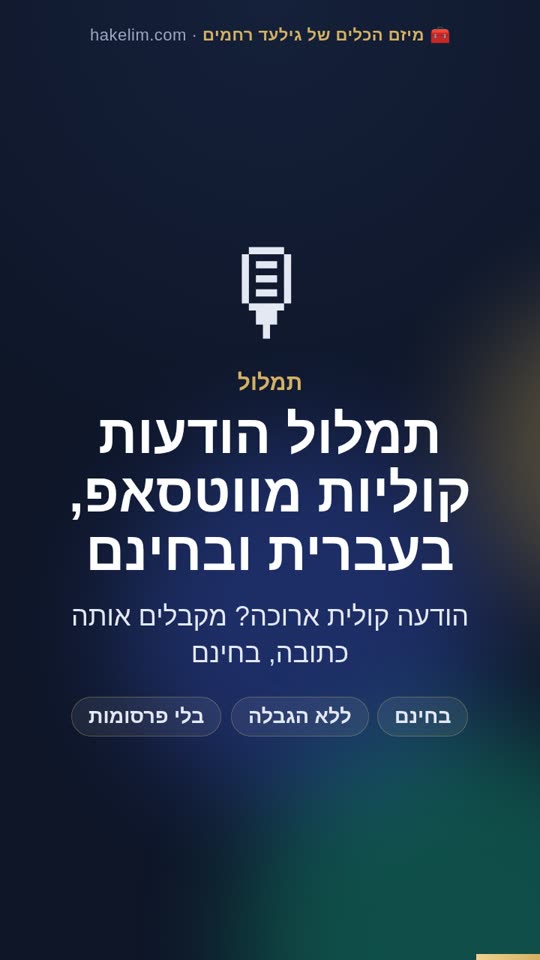 🧰 מיזם הכלים של גילעד רחמים · hakelim.com
תמלול
תמלול הודעות
קוליות מווטסאפ,
בעברית ובחינם
הודעה קולית ארוכה? מקבלים אותה
כתובה, בחינם
בחינם
ללא הגבלה
בלי פרסומות